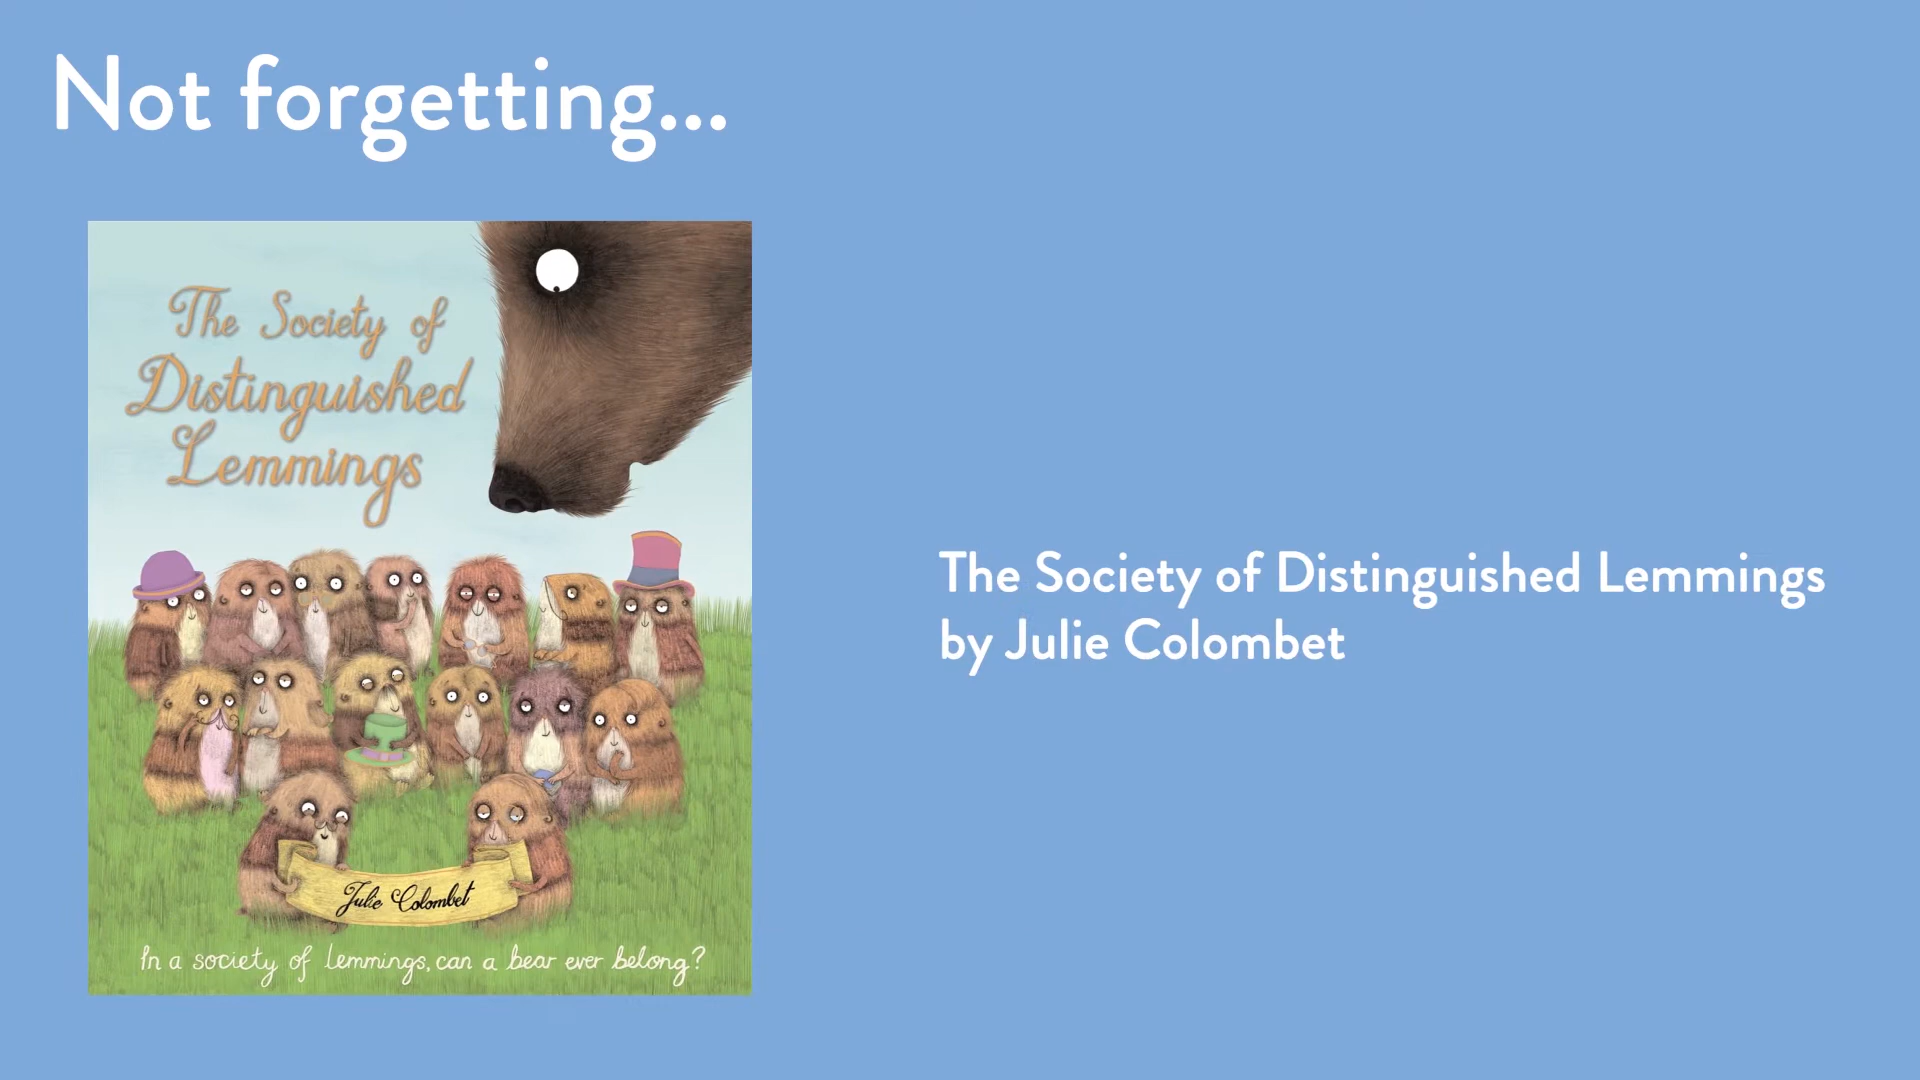 Not forgetting...
The Society of
Distinguished
Lemmings
Julie Colombet
In a society of lemmings, can a bear ever belong?
The Society of Distinguished Lemmings
by Julie Colombet